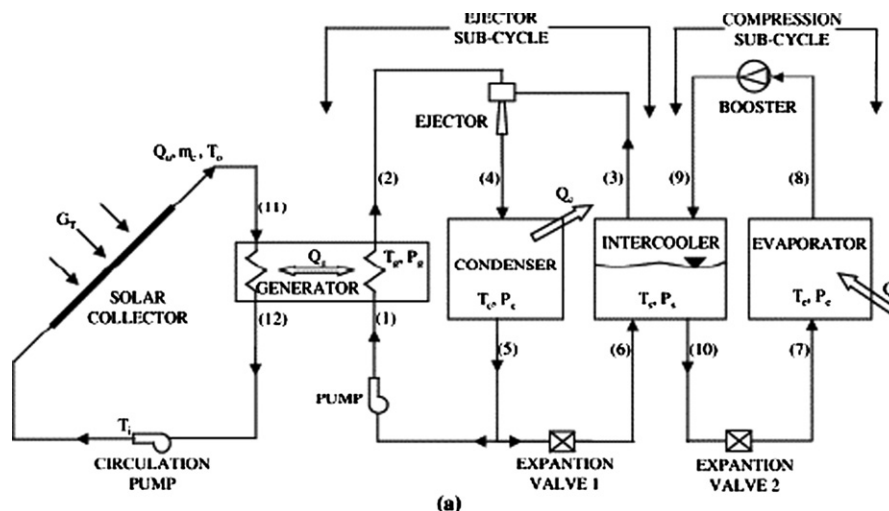 EJECTOR
SUB-CYCLE
COMPRESSION
SUB-CYCLE
BOOSTER
EJECTOR
Qu, mc, To
(2)
(4)
(3)
(9)
(8)
(11)
GT
Qc
INTERCOOLER
EVAPORATOR
CONDENSER
Qg
Tg, Pg
GENERATOR
SOLAR
COLLECTOR
Tc, Pc
Ts, Ps
Te, Pe
(12)
(1)
(5)
(6)
(10)
(7)
PUMP
Ti
CIRCULATION
PUMP
EXPANTION
VALVE 1
EXPANTION
VALVE 2
(a)